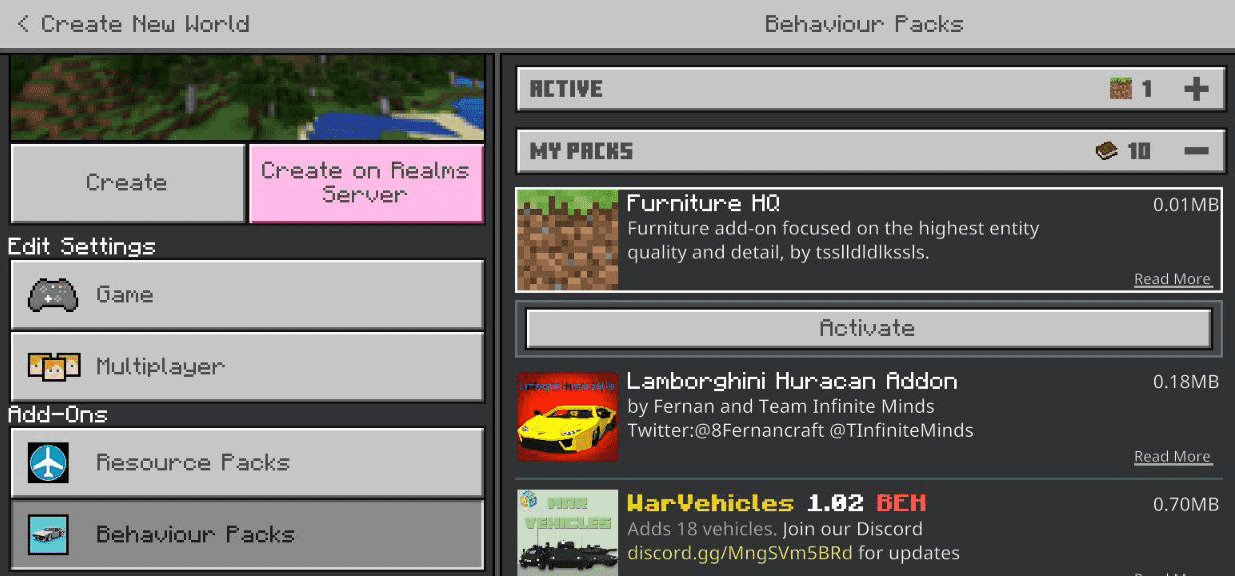 < Create New World
Behaviour Packs
Create
Create on Realms
Server
Edit Settings
Game
Multiplayer
Add-Ons
Resource Packs
Behaviour Packs
ACTIVE
1
MY PACKS
10
Furniture HQ
0.01MB
Furniture add-on focused on the highest entity
quality and detail, by tsslldldlkssls.
Read More
Activate
Lamborghini Huracan Addon
0.18MB
by Fernan and Team Infinite Minds
Twitter:@8Fernancraft @TInfiniteMinds
Read More
WAR
VEHICLES
WarVehicles 1.02 BEH
0.70MB
Adds 18 vehicles. Join our Discord
discord.gg/MngSVm5BRd for updates